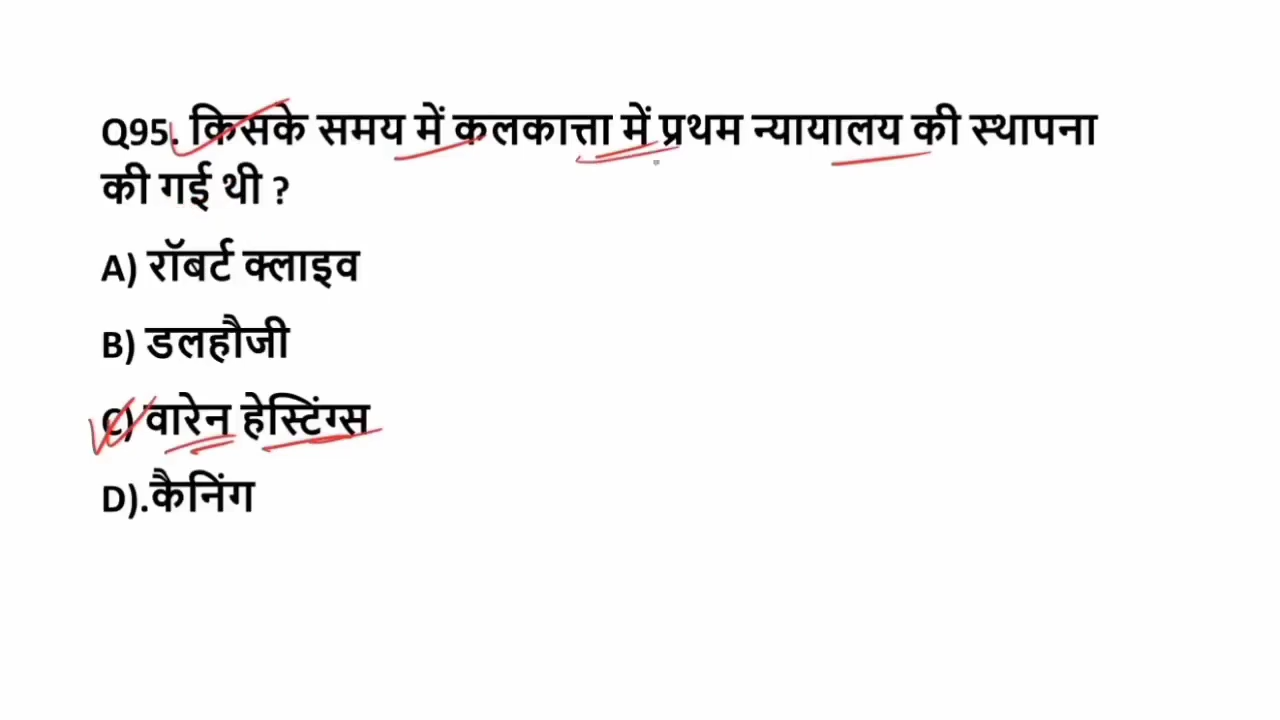 Q95. किसके समय में कलकात्ता में प्रथम न्यायालय की स्थापना
की गई थी ?
A) रॉबर्ट क्लाइव
B) डलहौजी
C) वारेन हेस्टिंग्स
D).कैनिंग